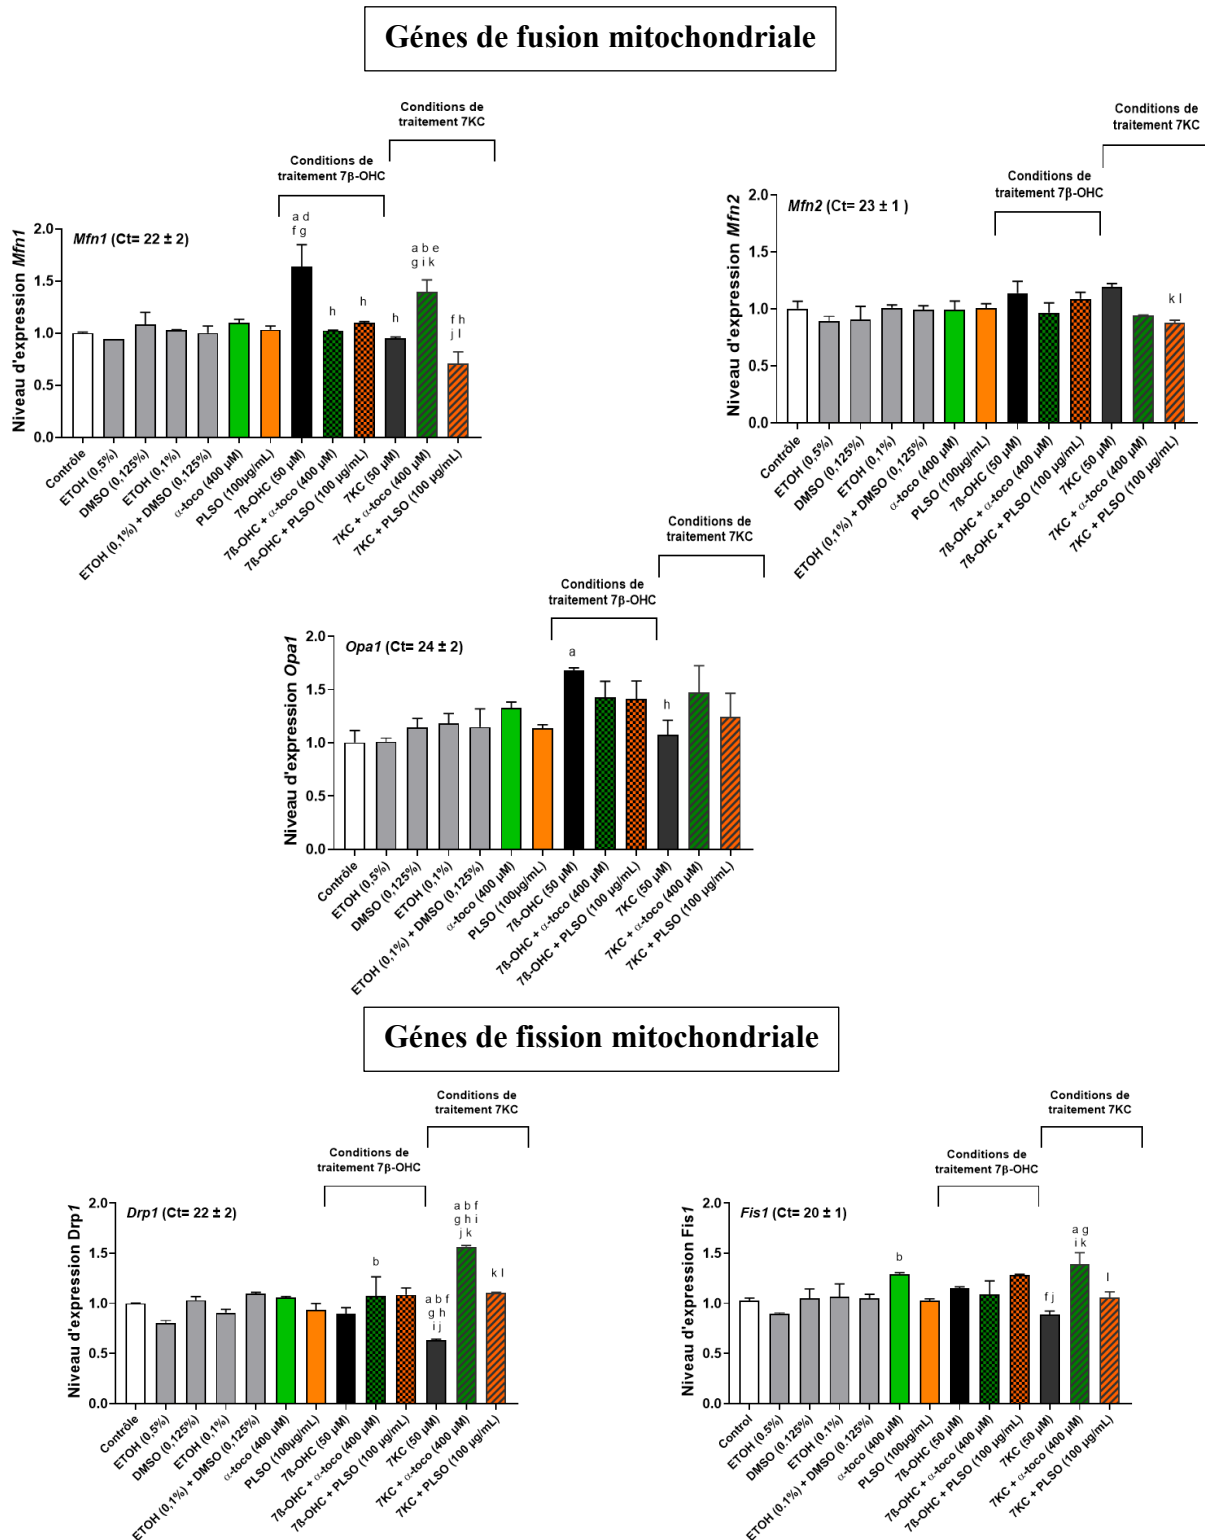 Génes de fusion mitochondriale
Conditions de
traitement 7KC
Conditions de
traitement 7β-OHC
Niveau d'expression Mfn1
Mfn1 (Ct= 22 ± 2)
2.0
1.5
1.0
0.5
0.0
a d
f g
h
h
h
a b e
g i k
f h
j l
Contrôle
ETOH (0,5%)
DMSO (0,125%)
ETOH (0,1%)
ETOH (0,1%) + DMSO (0,125%)
α-toco (400 µM)
PLSO (100µg/mL)
7ß-OHC (50 µM)
7ß-OHC + α-toco (400 µM)
7ß-OHC + PLSO (100 µg/mL)
7KC (50 µM)
7KC + α-toco (400 µM)
7KC + PLSO (100 µg/mL)
Conditions de
traitement 7KC
Conditions de
traitement 7β-OHC
Niveau d'expression Mfn2
Mfn2 (Ct= 23 ± 1 )
2.0
1.5
1.0
0.5
0.0
k l
Contrôle
ETOH (0,5%)
DMSO (0,125%)
ETOH (0,1%)
ETOH (0,1%) + DMSO (0,125%)
α-toco (400 µM)
PLSO (100µg/mL)
7ß-OHC (50 µM)
7ß-OHC + α-toco (400 µM)
7ß-OHC + PLSO (100 µg/mL)
7KC (50 µM)
7KC + α-toco (400 µM)
7KC + PLSO (100 µg/mL)
Conditions de
traitement 7KC
Conditions de
traitement 7β-OHC
Niveau d'expression Opa1
Opa1 (Ct= 24 ± 2)
2.0
1.5
1.0
0.5
0.0
a
h
Contrôle
ETOH (0,5%)
DMSO (0,125%)
ETOH (0,1%)
ETOH (0,1%) + DMSO (0,125%)
α-toco (400 µM)
PLSO (100µg/mL)
7ß-OHC (50 µM)
7ß-OHC + α-toco (400 µM)
7ß-OHC + PLSO (100 µg/mL)
7KC (50 µM)
7KC + α-toco (400 µM)
7KC + PLSO (100 µg/mL)
Génes de fission mitochondriale
Conditions de
traitement 7KC
Conditions de
traitement 7β-OHC
Niveau d'expression Drp1
Drp1 (Ct= 22 ± 2)
2.0
1.5
1.0
0.5
0.0
b
a b f
g h
i j
a b f
g h i
j k
k l
Contrôle
ETOH (0,5%)
DMSO (0,125%)
ETOH (0,1%)
ETOH (0,1%) + DMSO (0,125%)
α-toco (400 µM)
PLSO (100µg/mL)
7ß-OHC (50 µM)
7ß-OHC + α-toco (400 µM)
7ß-OHC + PLSO (100 µg/mL)
7KC (50 µM)
7KC + α-toco (400 µM)
7KC + PLSO (100 µg/mL)
Conditions de
traitement 7KC
Conditions de
traitement 7β-OHC
Niveau d'expression Fis1
Fis1 (Ct= 20 ± 1)
2.0
1.5
1.0
0.5
0.0
b
f j
a g
i k
l
Control
ETOH (0.5%)
DMSO (0.125%)
ETOH (0.1%)
ETOH (0.1%) + DMSO (0.125%)
α-toco (400 µM)
PLSO (100µg/mL)
7ß-OHC (50 µM)
7ß-OHC + α-toco (400 µM)
7ß-OHC + PLSO (100 µg/mL)
7KC (50 µM)
7KC + α-toco (400 µM)
7KC + PLSO (100 µg/mL)